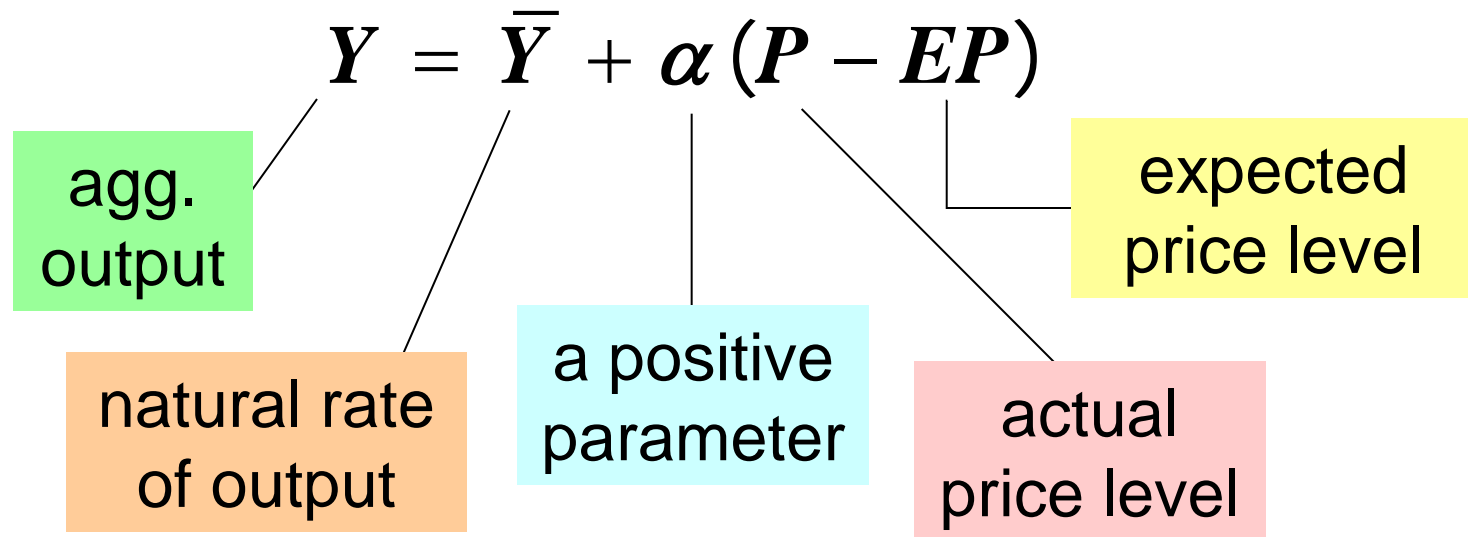 Y = Y̅ + α (P − EP)
agg.
output
natural rate
of output
a positive
parameter
actual
price level
expected
price level